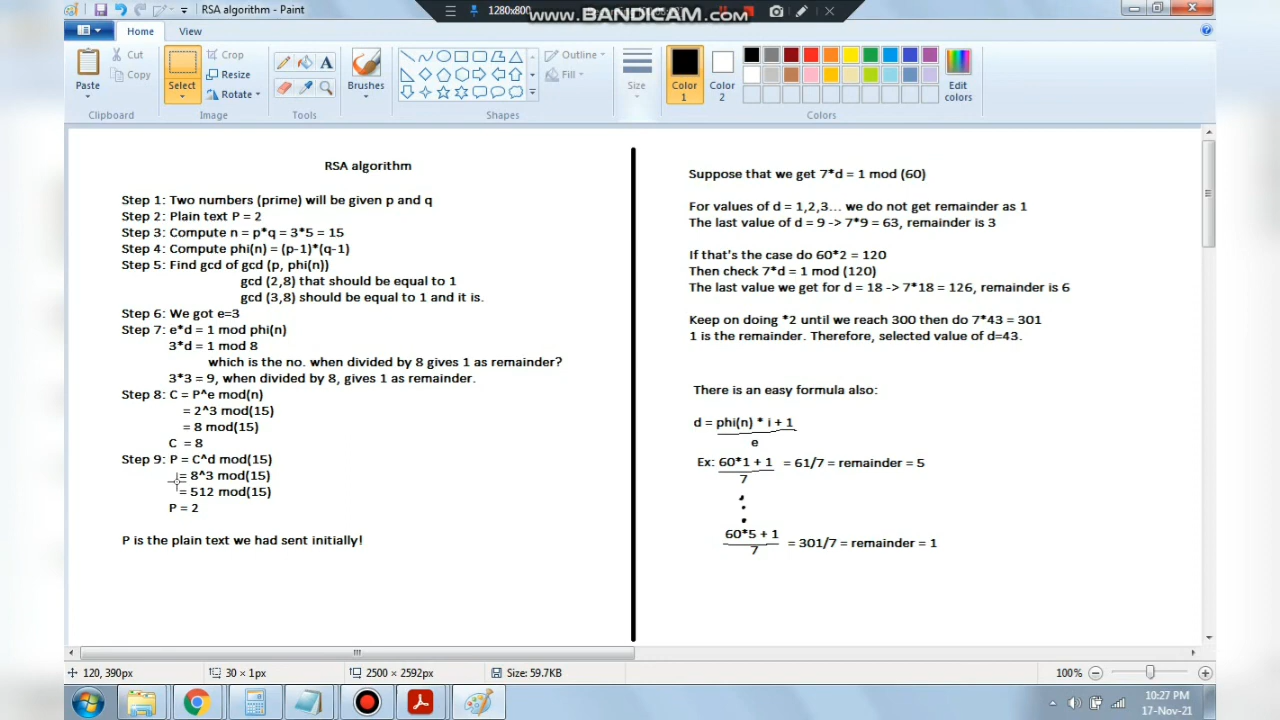 RSA algorithm - Paint
1280x800
www.BANDICAM.com
Home
View
Paste
Cut
Copy
Clipboard
Select
Crop
Resize
Rotate
Image
Tools
Brushes
Outline
Fill
Shapes
Size
Color 1
Color 2
Edit colors
Colors
RSA algorithm
Step 1: Two numbers (prime) will be given p and q
Step 2: Plain text P = 2
Step 3: Compute n = p*q = 3*5 = 15
Step 4: Compute phi(n) = (p-1)*(q-1)
Step 5: Find gcd of gcd (p, phi(n))
gcd (2,8) that should be equal to 1
gcd (3,8) should be equal to 1 and it is.
Step 6: We got e=3
Step 7: e*d = 1 mod phi(n)
3*d = 1 mod 8
which is the no. when divided by 8 gives 1 as remainder?
3*3 = 9, when divided by 8, gives 1 as remainder.
Step 8: C = P^e mod(n)
= 2^3 mod(15)
= 8 mod(15)
C = 8
Step 9: P = C^d mod(15)
= 8^3 mod(15)
= 512 mod(15)
P = 2
P is the plain text we had sent initially!
Suppose that we get 7*d = 1 mod (60)
For values of d = 1,2,3... we do not get remainder as 1
The last value of d = 9 -> 7*9 = 63, remainder is 3
If that's the case do 60*2 = 120
Then check 7*d = 1 mod (120)
The last value we get for d = 18 -> 7*18 = 126, remainder is 6
Keep on doing *2 until we reach 300 then do 7*43 = 301
1 is the remainder. Therefore, selected value of d=43.
There is an easy formula also:
d = phi(n) * i + 1
e
Ex: 60*1 + 1 = 61/7 = remainder = 5
7
60*5 + 1 = 301/7 = remainder = 1
7
120, 390px
30 × 1px
2500 × 2592px
Size: 59.7KB
100%
10:27 PM
17-Nov-21